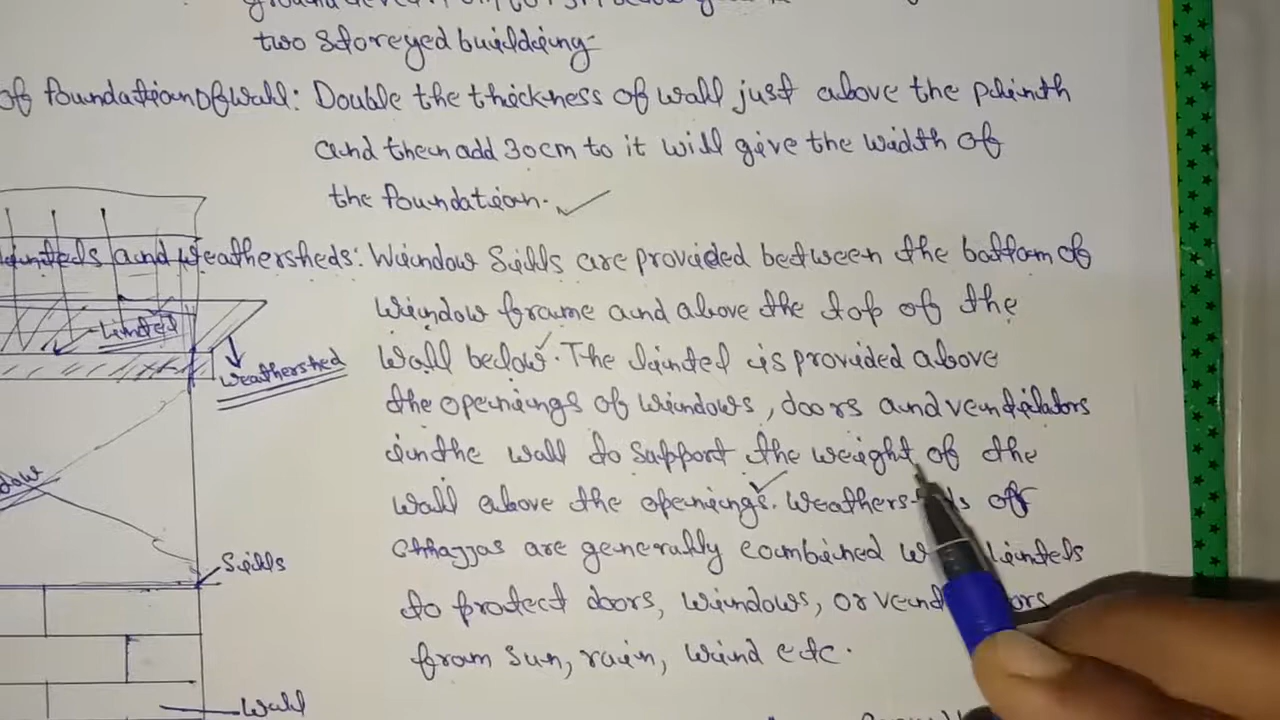 two storeyed building
of foundation of wall: Double the thickness of wall just above the plinth
and then add 30cm to it will give the width of
the foundation.
lintels and weathersheds: Window Sills are provided between the bottom of
Window frame and above the top of the
Wall below. The lintel is provided above
the openings of windows, doors and ventilators
in the wall to support the weight of the
wall above the openings. Weathers of
Chhajjas are generally combined lintels
to protect doors, windows, or
from sun, rain, wind etc.
Lintel
Weathershed
Sills
Wall